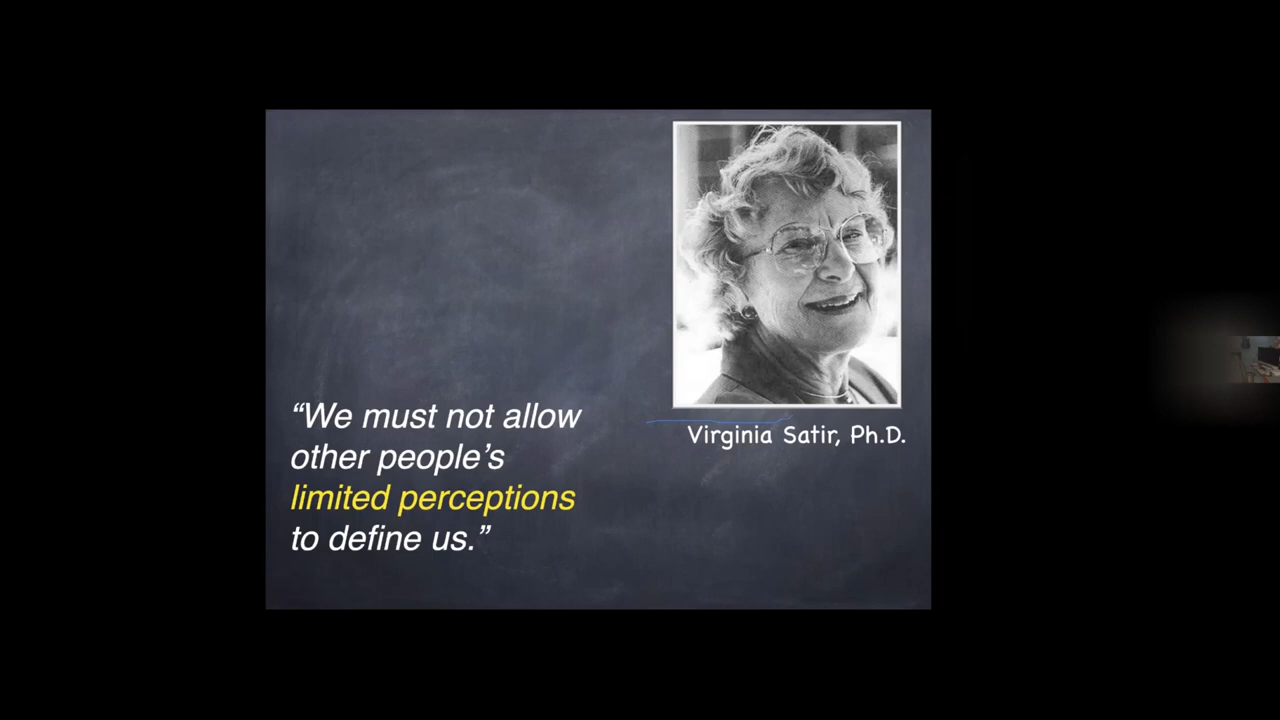 “We must not allow
other people’s
limited perceptions
to define us.”
Virginia Satir, Ph.D.